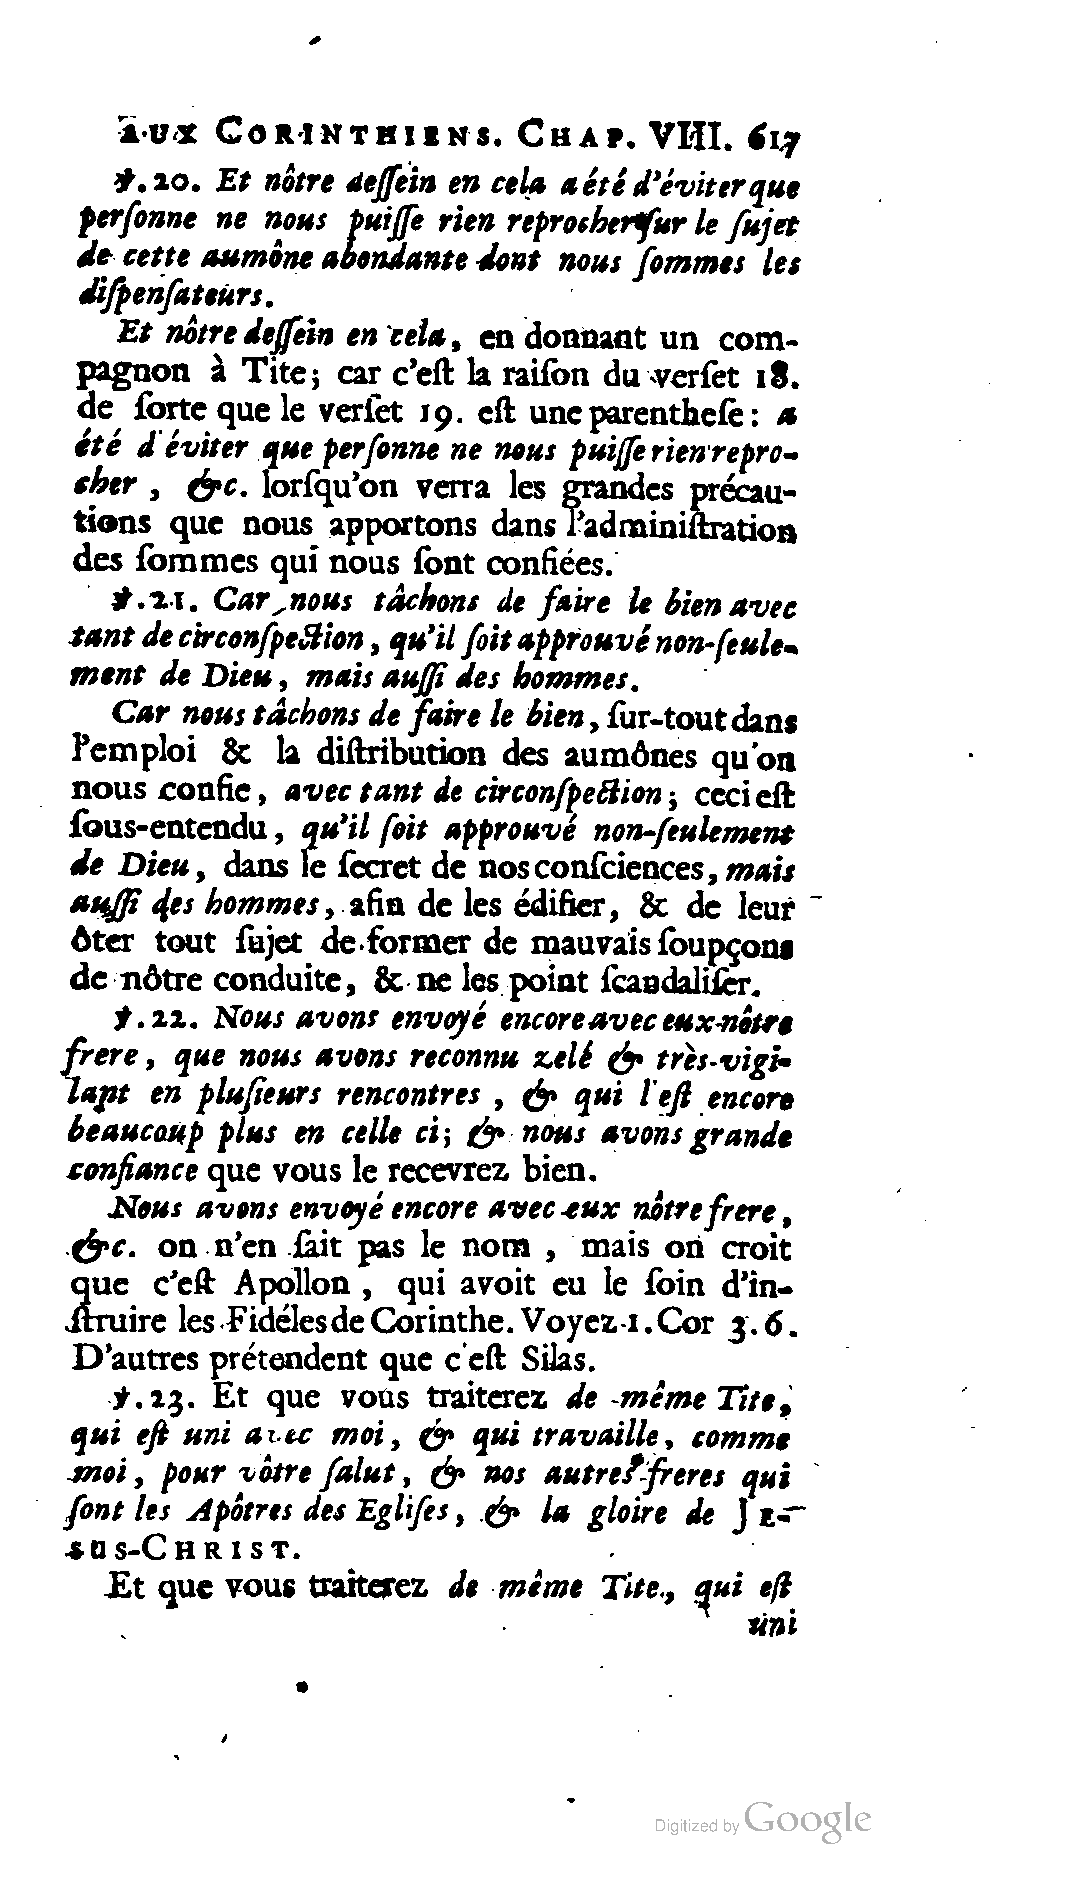 AUX CORINTHIENS. CHAP. VIII. 617
℣. 20. Et nôtre deſſein en cela a été d'éviter que
perſonne ne nous puiſſe rien reprocher ſur le ſujet
de cette aumône abondante dont nous ſommes les
diſpenſateurs.
Et nôtre deſſein en cela, en donnant un com-
pagnon à Tite; car c'eſt la raiſon du verſet 18.
de ſorte que le verſet 19. eſt une parentheſe: a
été d'éviter que perſonne ne nous puiſſe rien repro-
cher, &c. lorſqu'on verra les grandes précau-
tions que nous apportons dans l'adminiſtration
des ſommes qui nous ſont confiées.
℣. 21. Car nous tâchons de faire le bien avec
tant de circonſpection, qu'il ſoit approuvé non-ſeule-
ment de Dieu, mais auſſi des hommes.
Car nous tâchons de faire le bien, ſur-tout dans
l'emploi & la diſtribution des aumônes qu'on
nous confie, avec tant de circonſpection; ceci eſt
ſous-entendu, qu'il ſoit approuvé non-ſeulement
de Dieu, dans le ſecret de nos conſciences, mais
auſſi des hommes, afin de les édifier, & de leur
ôter tout ſujet de former de mauvais ſoupçons
de nôtre conduite, & ne les point ſcandaliſer.
℣. 22. Nous avons envoyé encore avec eux nôtre
frere, que nous avons reconnu zelé & très-vigi-
lant en pluſieurs rencontres, & qui l'eſt encore
beaucoup plus en celle ci; & nous avons grande
confiance que vous le recevrez bien.
Nous avons envoyé encore avec eux nôtre frere,
&c. on n'en ſait pas le nom, mais on croit
que c'eſt Apollon, qui avoit eu le ſoin d'in-
ſtruire les Fidéles de Corinthe. Voyez 1. Cor 3. 6.
D'autres prétendent que c'eſt Silas.
℣. 23. Et que vous traiterez de même Tite,
qui eſt uni avec moi, & qui travaille, comme
moi, pour vôtre ſalut, & nos autres freres qui
ſont les Apôtres des Egliſes, & la gloire de JE-
SUS-CHRIST.
Et que vous traiterez de même Tite, qui eſt
uni
Digitized by Google